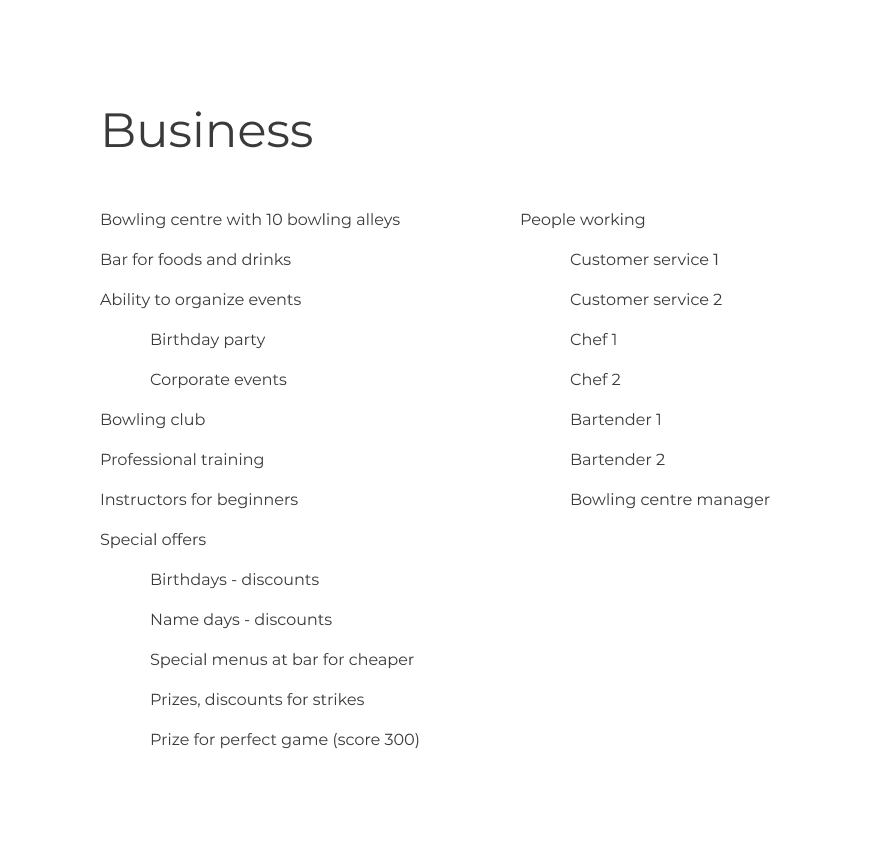 Business
Bowling centre with 10 bowling alleys
Bar for foods and drinks
Ability to organize events
Birthday party
Corporate events
Bowling club
Professional training
Instructors for beginners
Special offers
Birthdays - discounts
Name days - discounts
Special menus at bar for cheaper
Prizes, discounts for strikes
Prize for perfect game (score 300)
People working
Customer service 1
Customer service 2
Chef 1
Chef 2
Bartender 1
Bartender 2
Bowling centre manager